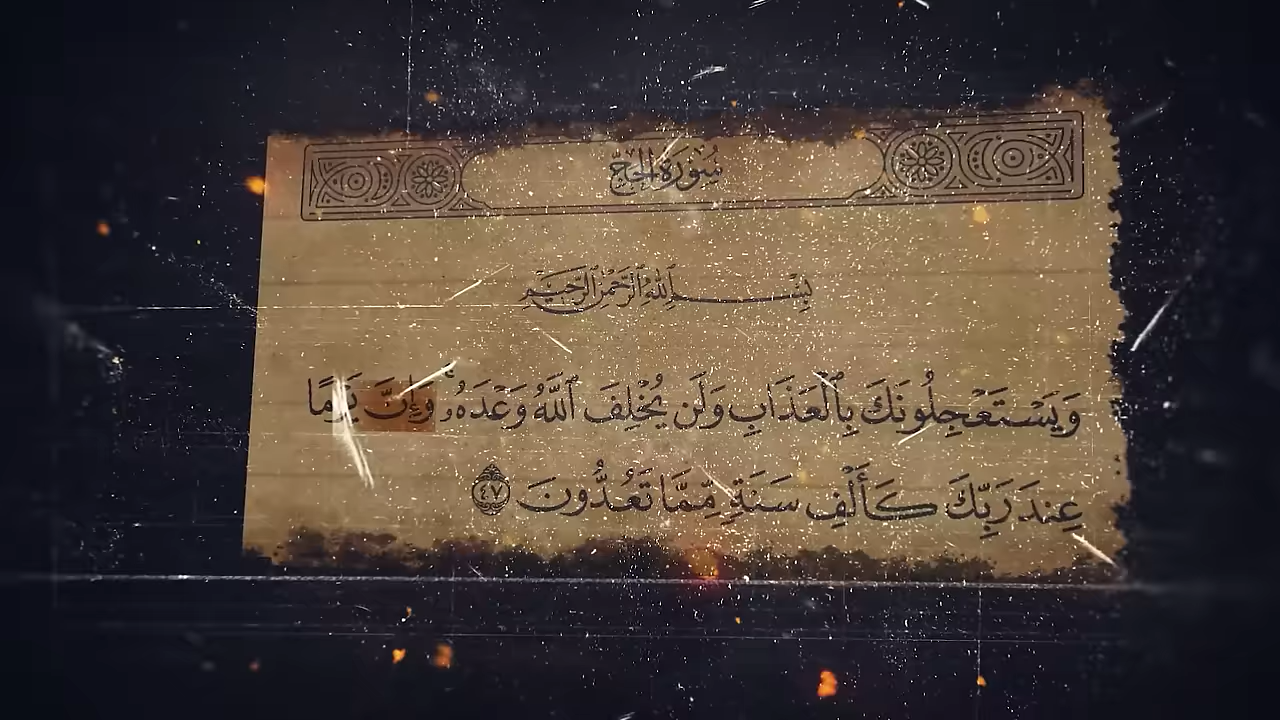 سُورَةُ الحَجّ
بِسْمِ ٱللَّهِ ٱلرَّحْمَٰنِ ٱلرَّحِيمِ
وَيَسْتَعْجِلُونَكَ بِٱلْعَذَابِ وَلَن يُخْلِفَ ٱللَّهُ وَعْدَهُۥ وَإِنَّ يَوْمًا
عِندَ رَبِّكَ كَأَلْفِ سَنَةٍ مِّمَّا تَعُدُّونَ ٤٧